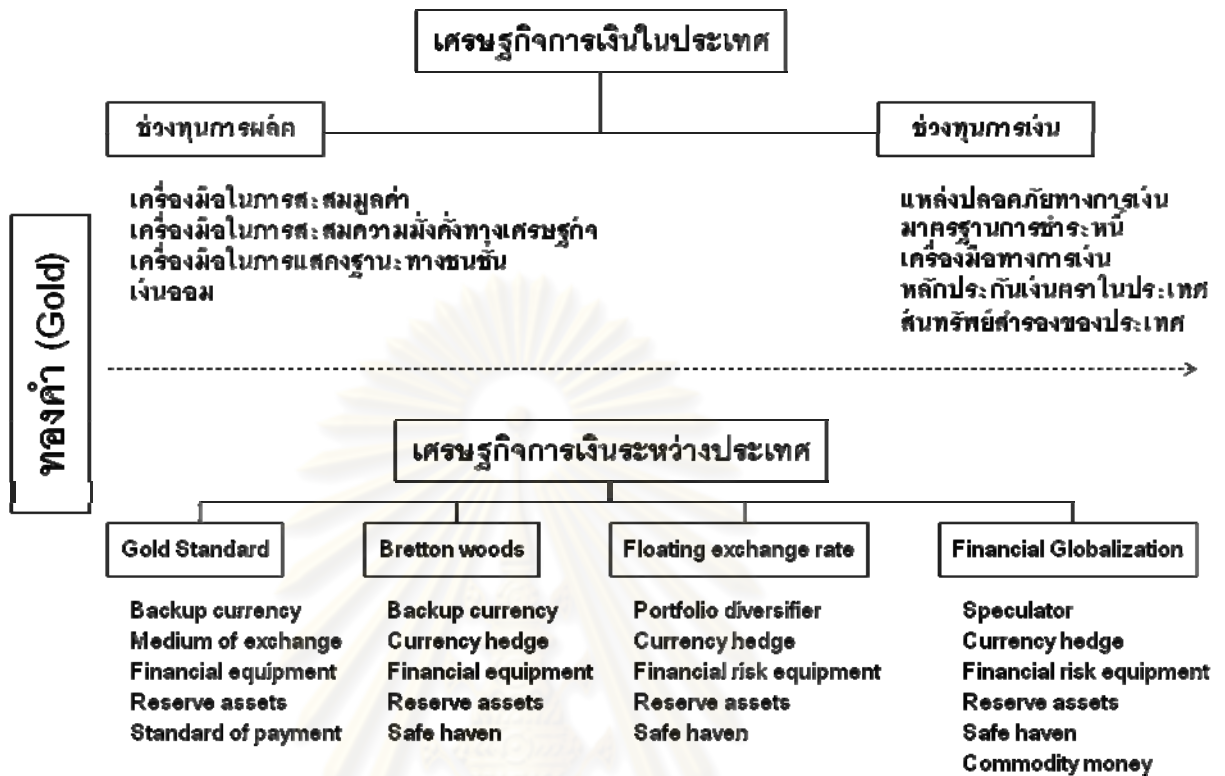 เศรษฐกิจการเงินในประเทศ
ช่วงทุนการผลิต
ช่วงทุนการเงิน
เครื่องมือในการสะสมมูลค่า
เครื่องมือในการสะสมความมั่งคั่งทางเศรษฐกิจ
เครื่องมือในการแสดงฐานะทางชนชั้น
เงินออม
แหล่งปลอดภัยทางการเงิน
มาตรฐานการชำระหนี้
เครื่องมือทางการเงิน
หลักประกันเงินตราในประเทศ
สินทรัพย์สำรองของประเทศ
ทองคำ (Gold)
เศรษฐกิจการเงินระหว่างประเทศ
Gold Standard
Backup currency
Medium of exchange
Financial equipment
Reserve assets
Standard of payment
Bretton woods
Backup currency
Currency hedge
Financial equipment
Reserve assets
Safe haven
Floating exchange rate
Portfolio diversifier
Currency hedge
Financial risk equipment
Reserve assets
Safe haven
Financial Globalization
Speculator
Currency hedge
Financial risk equipment
Reserve assets
Safe haven
Commodity money